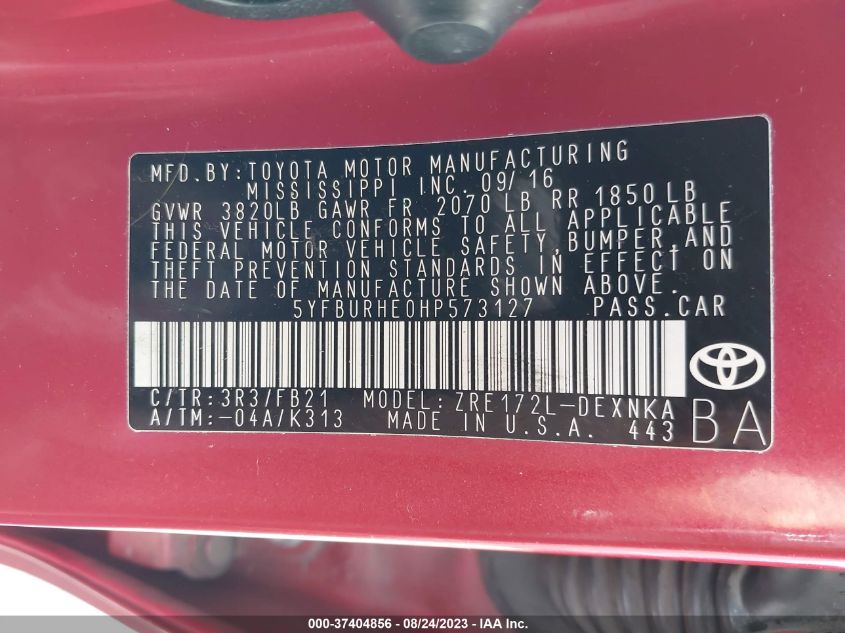 MFD.BY:TOYOTA MOTOR MANUFACTURING
MISSISSIPPI INC. 09/16
GVWR 3820LB GAWR FR 2070 LB RR 1850 LB
THIS VEHICLE CONFORMS TO ALL APPLICABLE
FEDERAL MOTOR VEHICLE SAFETY,BUMPER,AND
THEFT PREVENTION STANDARDS IN EFFECT ON
THE DATE OF MANUFACTURE SHOWN ABOVE.
5YFBURHE0HP573127 PASS.CAR
C/TR:3R3/FB21 MODEL:ZRE172L-DEXNKA
A/TM:-04A/K313 MADE IN U.S.A. 443
BA
000-37404856 - 08/24/2023 - IAAI.COM